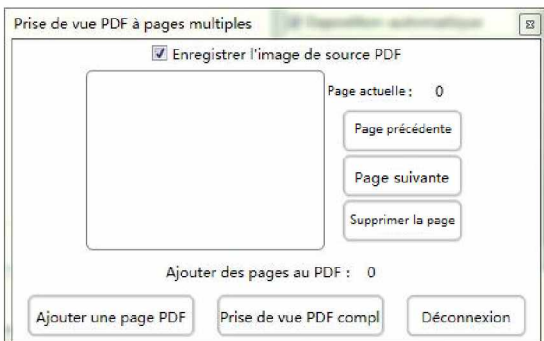 Prise de vue PDF à pages multiples
Enregistrer l'image de source PDF
Page actuelle : 0
Page précédente
Page suivante
Supprimer la page
Ajouter des pages au PDF : 0
Ajouter une page PDF
Prise de vue PDF compl
Déconnexion